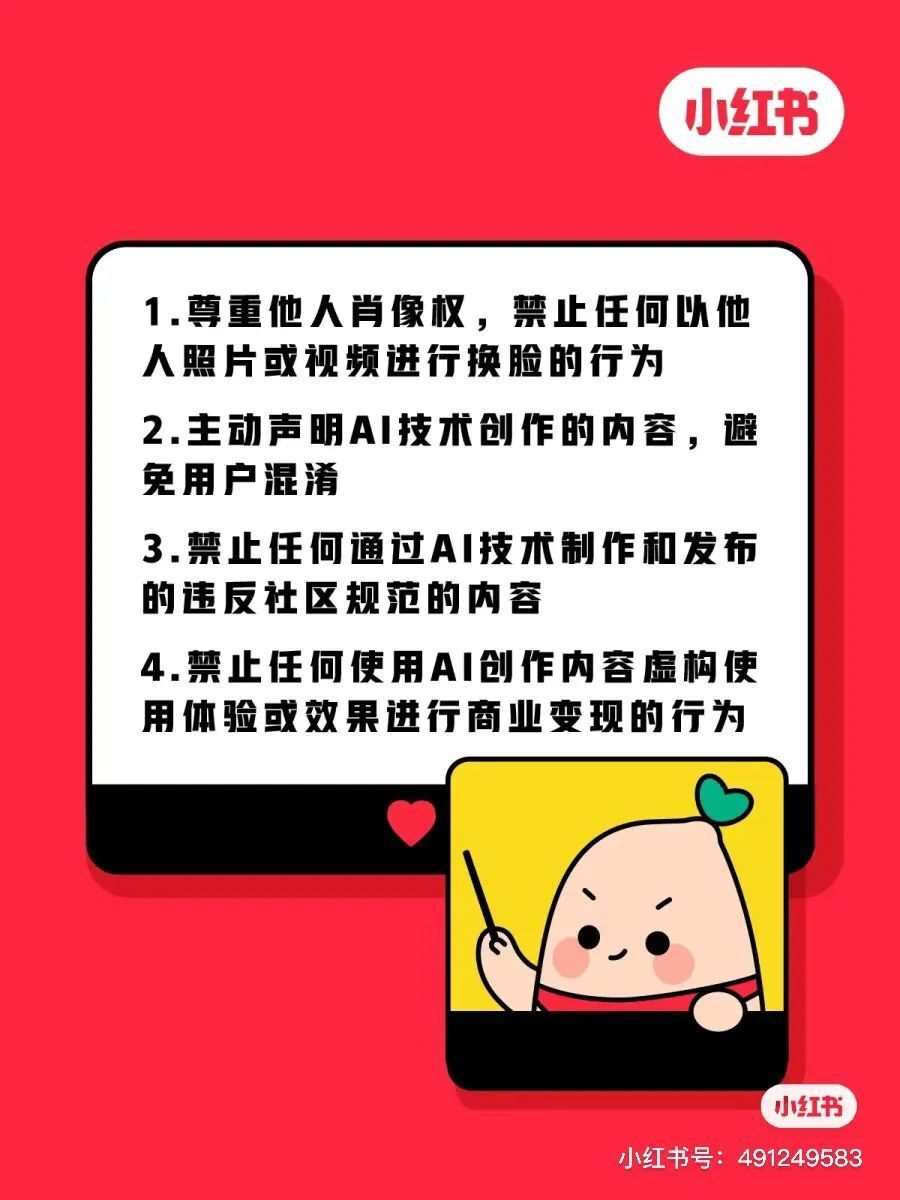 小红书
1.尊重他人肖像权，禁止任何以他
人照片或视频进行换脸的行为
2.主动声明AI技术创作的内容，避
免用户混淆
3.禁止任何通过AI技术制作和发布
的违反社区规范的内容
4.禁止任何使用AI创作内容虚构使
用体验或效果进行商业变现的行为
小红书
小红书号：491249583